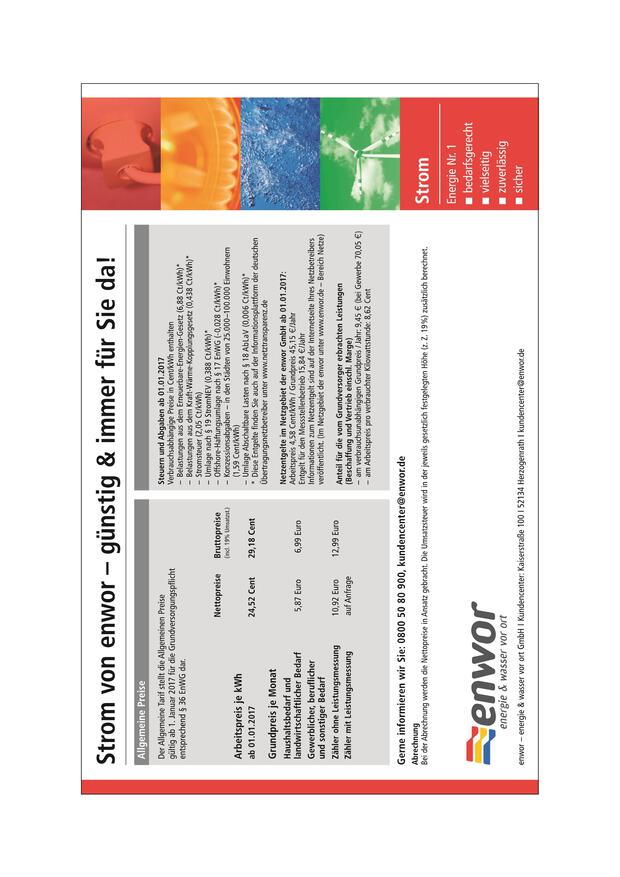 Strom von enwor – günstig & immer für Sie da!
Allgemeine Preise
Der Allgemeine Tarif stellt die Allgemeinen Preise
gültig ab 1. Januar 2017 für die Grundversorgungspflicht
entsprechend § 36 EnWG dar.
Nettopreise Bruttopreise
(incl. 19% Umsatzst.)
Arbeitspreis je kWh
ab 01.01.2017 24,52 Cent 29,18 Cent
Grundpreis je Monat
Haushaltsbedarf und
landwirtschaftlicher Bedarf 5,87 Euro 6,99 Euro
Gewerblicher, beruflicher
und sonstiger Bedarf
Zähler ohne Leistungsmessung 10,92 Euro 12,99 Euro
Zähler mit Leistungsmessung auf Anfrage
Steuern und Abgaben ab 01.01.2017
Verbrauchsabhängige Preise in Cent/kWh enthalten
– Belastungen aus dem Erneuerbare-Energien-Gesetz (6,88 Ct/kWh)*
– Belastungen aus dem Kraft-Wärme-Kopplungsgesetz (0,438 Ct/kWh)*
– Stromsteuer (2,05 Ct/kWh)
– Umlage nach § 19 StromNEV (0,388 Ct/kWh)*
– Offshore-Haftungsumlage nach § 17 EnWG (-0,028 Ct/kWh)*
– Konzessionsabgaben – in den Städten von 25.000–100.000 Einwohnern
(1,59 Cent/kWh)
– Umlage Abschaltbare Lasten nach § 18 AbLaV (0,006 Ct/kWh)*
* Diese Entgelte finden Sie auch auf der Informationsplattform der deutschen
Übertragungsnetzbetreiber unter www.netztransparenz.de
Netzentgelte im Netzgebiet der enwor GmbH ab 01.01.2017:
Arbeitspreis 4,58 Cent/kWh / Grundpreis 45,15 €/Jahr
Entgelt für den Messstellenbetrieb 15,84 €/Jahr
Informationen zum Netzentgelt sind auf der Internetseite Ihres Netzbetreibers
veröffentlicht. (Im Netzgebiet der enwor unter www.enwor.de – Bereich Netze)
Anteil für die vom Grundversorger erbrachten Leistungen
(Beschaffung und Vertrieb einschl. Marge)
– am verbrauchsunabhängigen Grundpreis / Jahr: 9,45 € (bei Gewerbe 70,05 €)
– am Arbeitspreis pro verbrauchter Kilowattstunde: 8,62 Cent
Gerne informieren wir Sie: 0800 50 80 900, kundencenter@enwor.de
Abrechnung
Bei der Abrechnung werden die Nettopreise in Ansatz gebracht. Die Umsatzsteuer wird in der jeweils gesetzlich festgelegten Höhe (z. Z. 19%) zusätzlich berechnet.
enwor
energie & wasser vor ort
enwor – energie & wasser vor ort GmbH I Kundencenter: Kaiserstraße 100 I 52134 Herzogenrath I kundencenter@enwor.de
Strom
Energie Nr. 1
■ bedarfsgerecht
■ vielseitig
■ zuverlässig
■ sicher